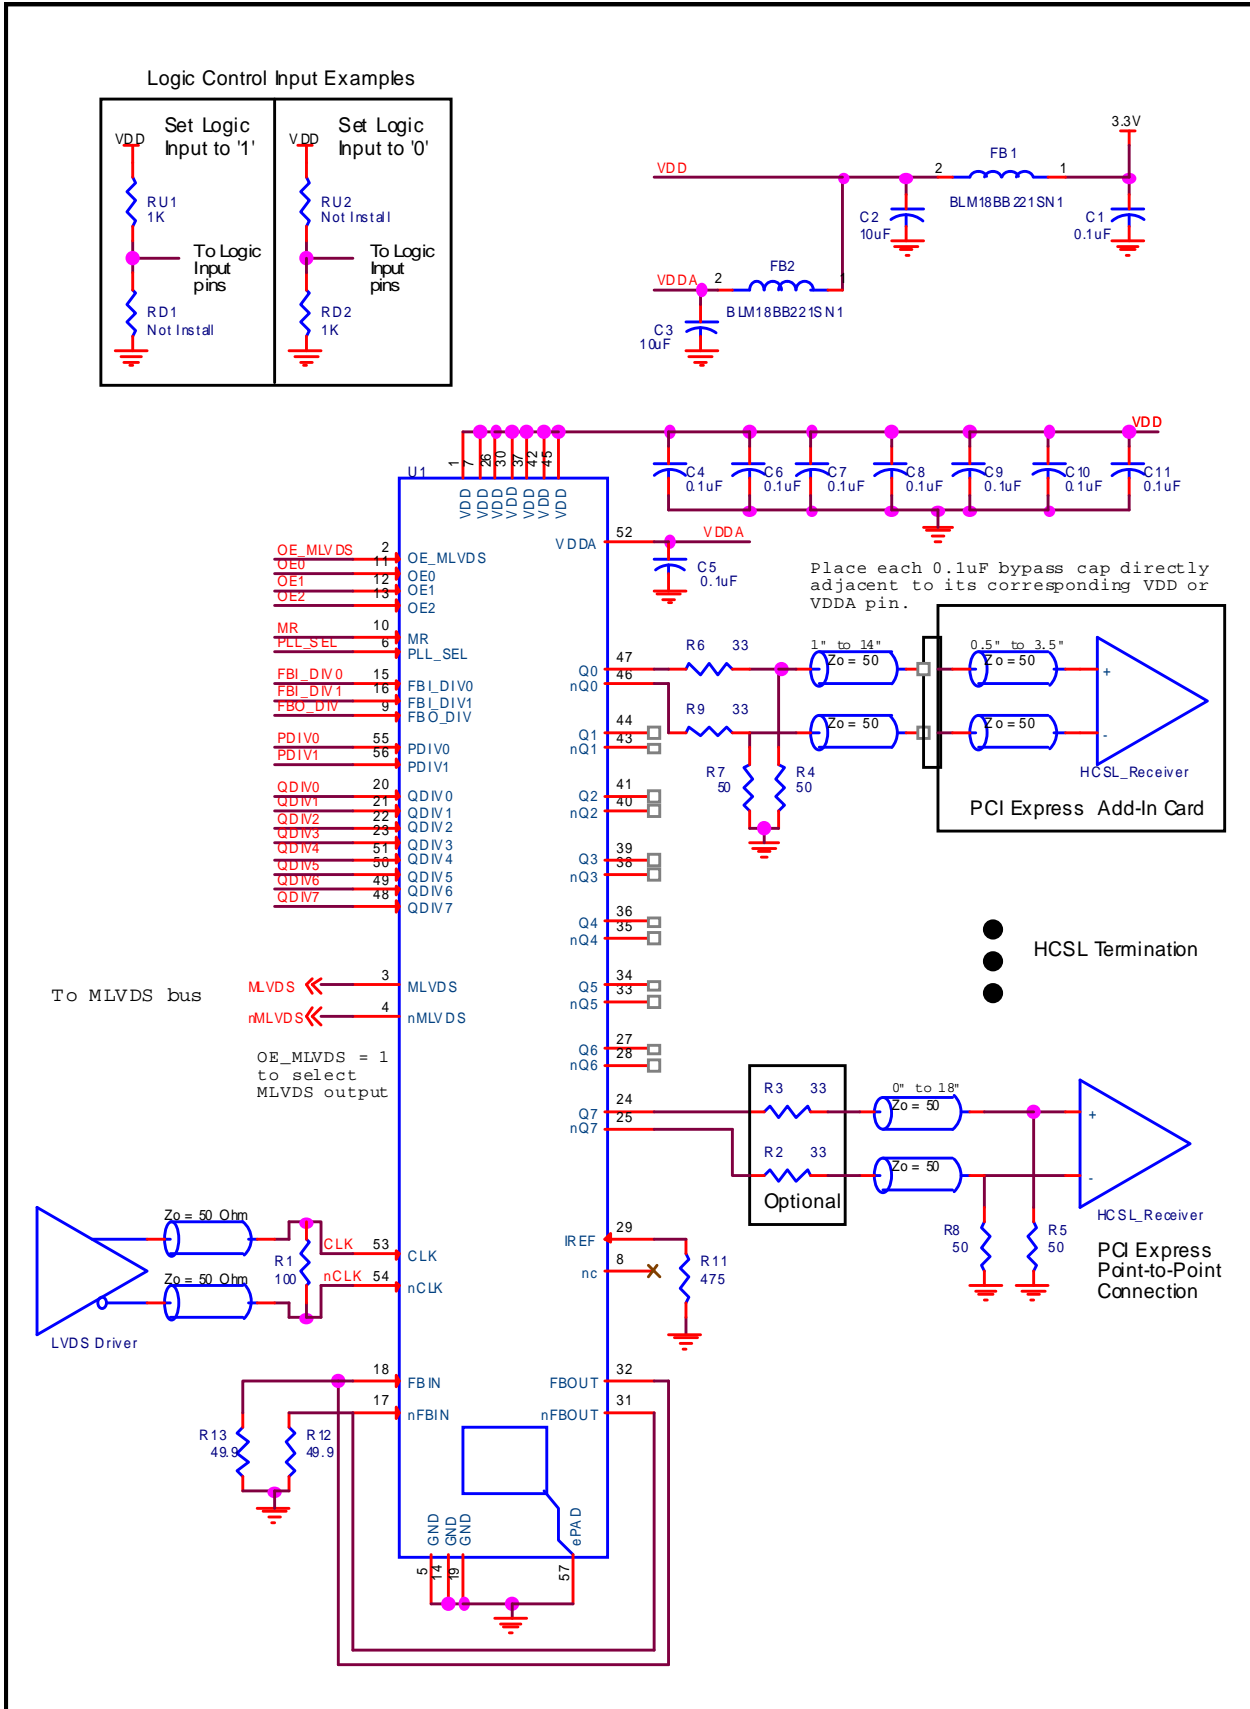 Logic Control Input Examples
Set Logic
Input to '1'
VDD
RU1
1K
To Logic
Input
pins
RD1
Not Install
Set Logic
Input to '0'
VDD
RU2
Not Install
To Logic
Input
pins
RD2
1K
3.3V
VDD
2
FB1
1
BLM18BB221SN1
C2
10uF
C1
0.1uF
VDDA
2
FB2
1
BLM18BB221SN1
C3
10uF
VDD
U1
1
7
26
30
37
42
45
VDD
VDD
VDD
VDD
VDD
VDD
VDD
C4
0.1uF
C6
0.1uF
C7
0.1uF
C8
0.1uF
C9
0.1uF
C10
0.1uF
C11
0.1uF
VDDA
52
VDDA
C5
0.1uF
Place each 0.1uF bypass cap directly
adjacent to its corresponding VDD or
VDDA pin.
OE_MLVDS 2 OE_MLVDS
OE0 11 OE0
OE1 12 OE1
OE2 13 OE2
MR 10 MR
PLL_SEL 6 PLL_SEL
FBI_DIV0 15 FBI_DIV0
FBI_DIV1 16 FBI_DIV1
FBO_DIV 9 FBO_DIV
PDIV0 55 PDIV0
PDIV1 56 PDIV1
QDIV0 20 QDIV0
QDIV1 21 QDIV1
QDIV2 22 QDIV2
QDIV3 23 QDIV3
QDIV4 51 QDIV4
QDIV5 50 QDIV5
QDIV6 49 QDIV6
QDIV7 48 QDIV7
Q0 47
nQ0 46
Q1 44
nQ1 43
Q2 41
nQ2 40
Q3 39
nQ3 38
Q4 36
nQ4 35
Q5 34
nQ5 33
Q6 27
nQ6 28
Q7 24
nQ7 25
R6 33
R9 33
R7
50
R4
50
1" to 14"
Zo = 50
Zo = 50
0.5" to 3.5"
Zo = 50
Zo = 50
+
-
HCSL_Receiver
PCI Express Add-In Card
HCSL Termination
To MLVDS bus
MLVDS 3 MLVDS
nMLVDS 4 nMLVDS
OE_MLVDS = 1
to select
MLVDS output
R3 33
R2 33
Optional
0" to 18"
Zo = 50
Zo = 50
+
-
HCSL_Receiver
R8
50
R5
50
PCI Express
Point-to-Point
Connection
Zo = 50 Ohm
Zo = 50 Ohm
LVDS Driver
R1
100
CLK 53 CLK
nCLK 54 nCLK
IREF 29
nc 8
R11
475
18 FBIN
17 nFBIN
FBOUT 32
nFBOUT 31
R13
49.9
R12
49.9
GND
GND
GND
ePAD
5
14
19
57